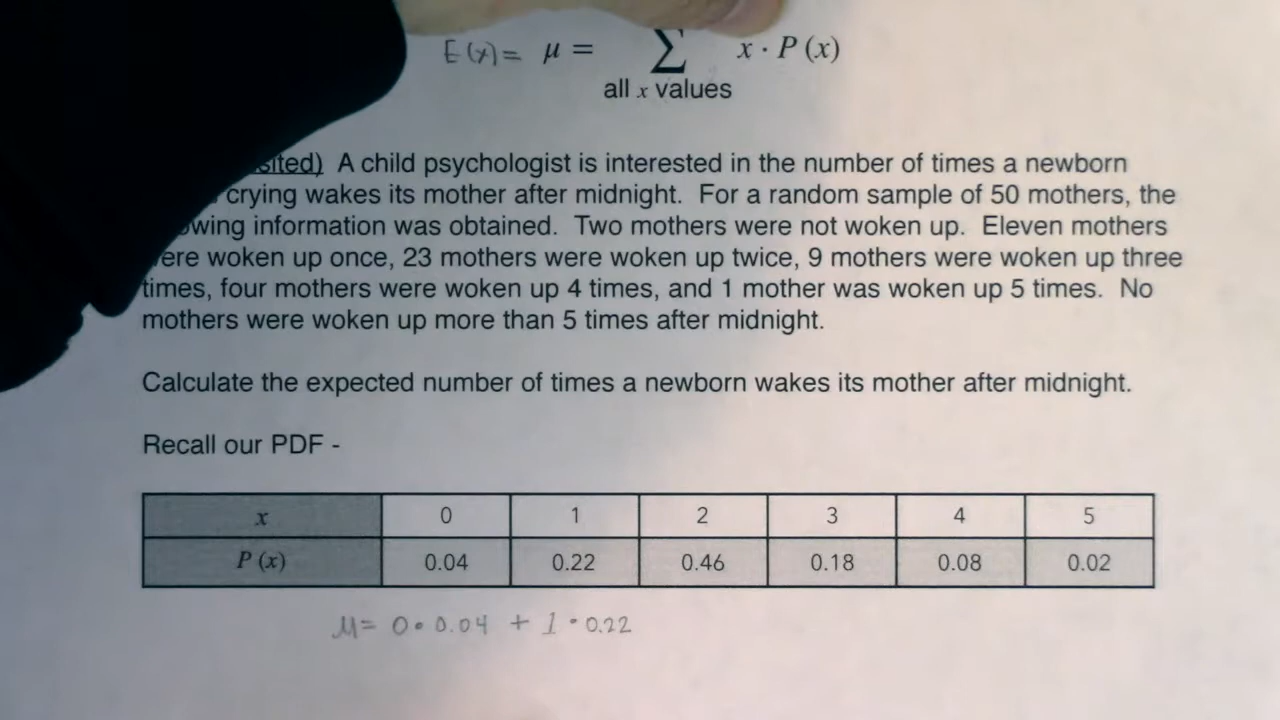 E(x) = μ = ∑ x · P (x)
all x values
A child psychologist is interested in the number of times a newborn
crying wakes its mother after midnight. For a random sample of 50 mothers, the
information was obtained. Two mothers were not woken up. Eleven mothers
were woken up once, 23 mothers were woken up twice, 9 mothers were woken up three
times, four mothers were woken up 4 times, and 1 mother was woken up 5 times. No
mothers were woken up more than 5 times after midnight.
Calculate the expected number of times a newborn wakes its mother after midnight.
Recall our PDF -
x 0 1 2 3 4 5
P (x) 0.04 0.22 0.46 0.18 0.08 0.02
μ= 0 · 0.04 + 1 · 0.22